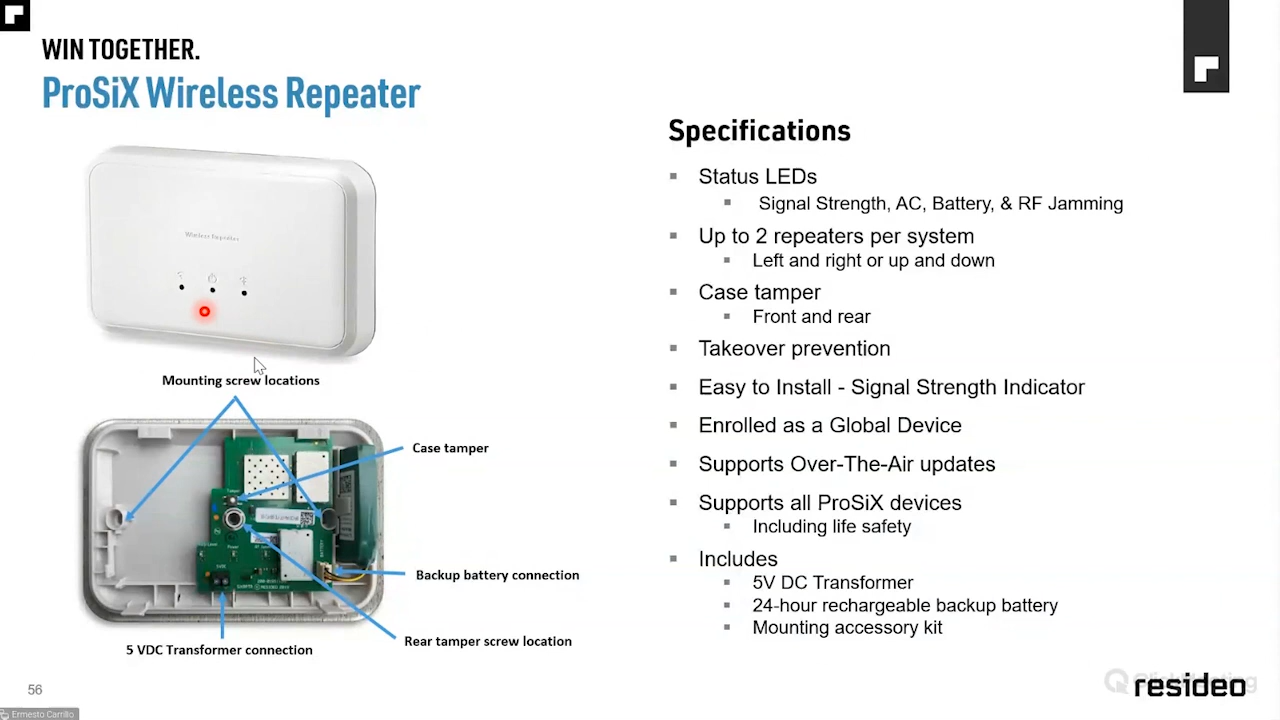 WIN TOGETHER.
ProSiX Wireless Repeater
Wireless Repeater
Mounting screw locations
Case tamper
Backup battery connection
Rear tamper screw location
5 VDC Transformer connection
Specifications
Status LEDs
Signal Strength, AC, Battery, & RF Jamming
Up to 2 repeaters per system
Left and right or up and down
Case tamper
Front and rear
Takeover prevention
Easy to Install - Signal Strength Indicator
Enrolled as a Global Device
Supports Over-The-Air updates
Supports all ProSiX devices
Including life safety
Includes
5V DC Transformer
24-hour rechargeable backup battery
Mounting accessory kit
56
resideo
Ermesto Carrillo